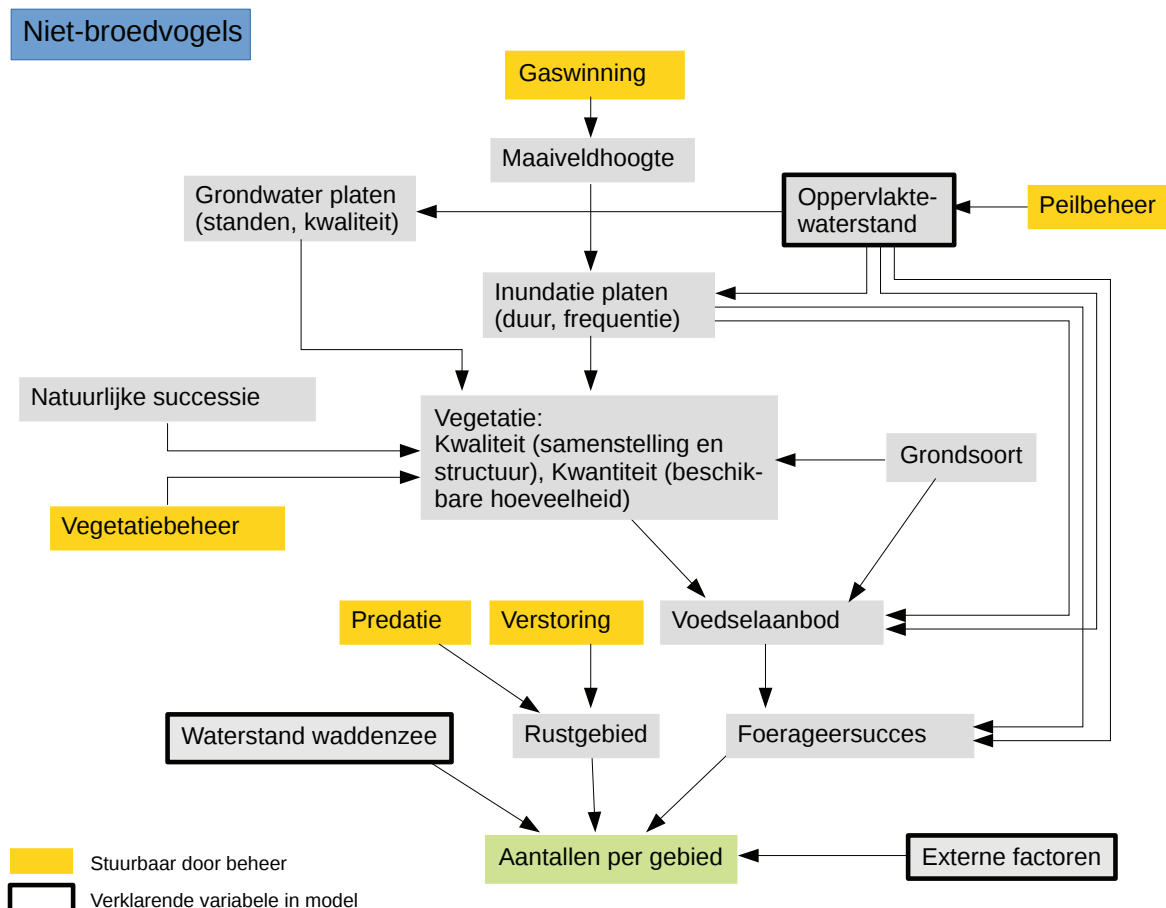 Niet-broedvogels
Gaswinning
Maaiveldhoogte
Grondwater platen
(standen, kwaliteit)
Oppervlakte-
waterstand
Peilbeheer
Inundatie platen
(duur, frequentie)
Natuurlijke successie
Vegetatie:
Kwaliteit (samenstelling en
structuur), Kwantiteit (beschik-
bare hoeveelheid)
Grondsoort
Vegetatiebeheer
Predatie
Verstoring
Voedselaanbod
Waterstand waddenzee
Rustgebied
Foerageersucces
Aantallen per gebied
Externe factoren
Stuurbaar door beheer
Verklarende variabele in model